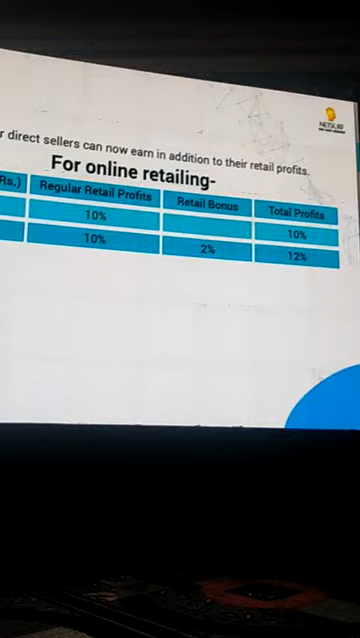 NETSURF
r direct sellers can now earn in addition to their retail profits.
For online retailing-
Rs.) Regular Retail Profits Retail Bonus Total Profits
10% 10%
10% 2% 12%